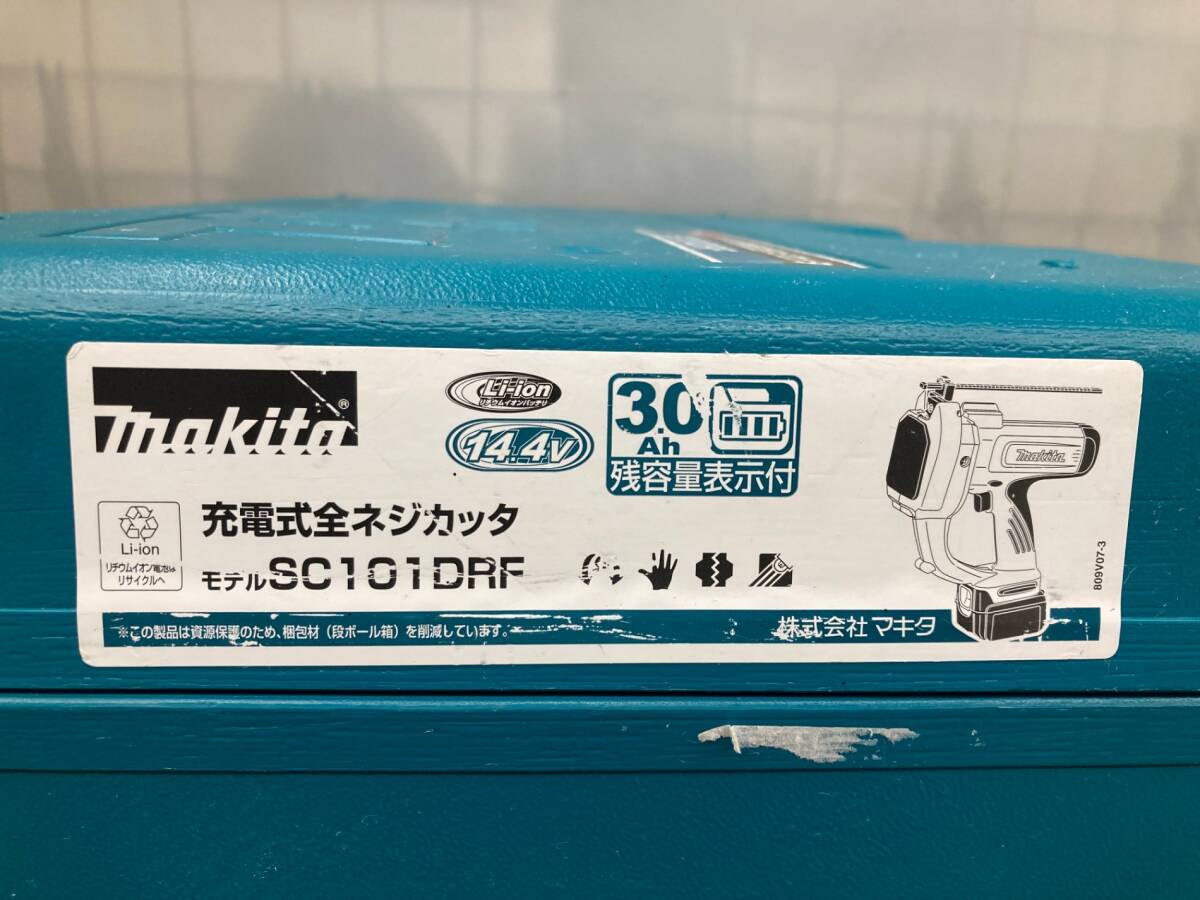 makita®
Li-ion
リチウムイオンバッテリ
14.4V
3.0
Ah
残容量表示付
makita
Li-ion
リチウムイオン電池は
リサイクルへ
充電式全ネジカッタ
モデルSC101DRF
※この製品は資源保護のため、梱包材（段ボール箱）を削減しています。
株式会社マキタ
809V07-3